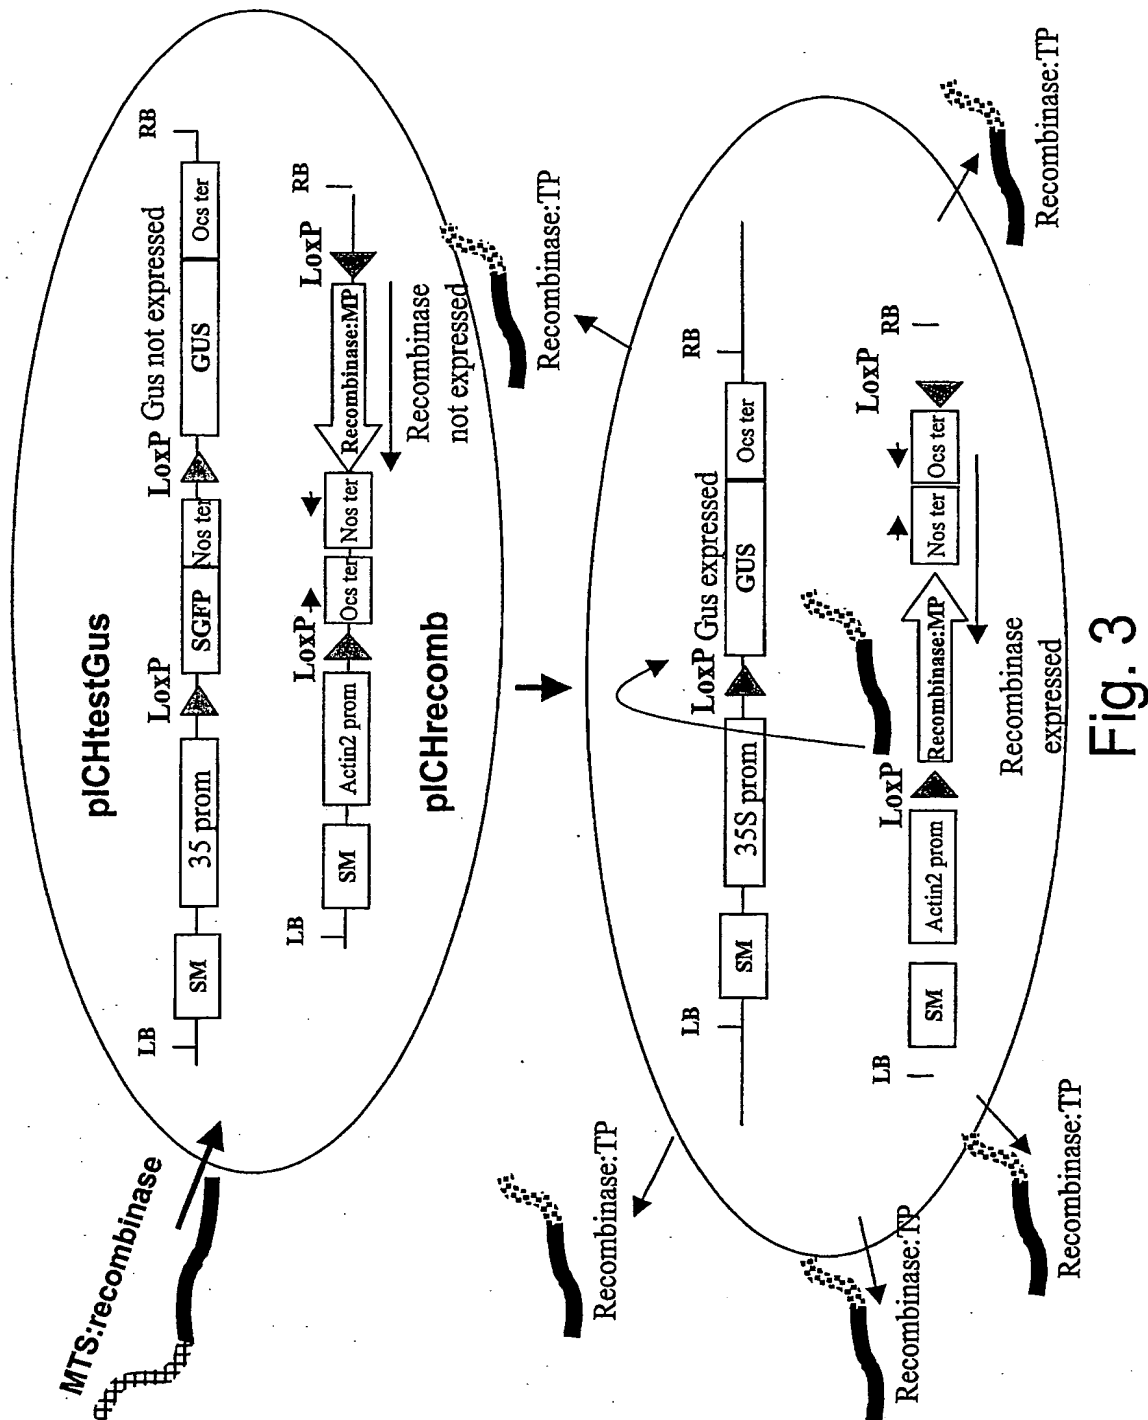 MTS:recombinase
pICHtestGus
LB
SM
35 prom
LoxP
SGFP
Nos ter
LoxP
Gus not expressed
GUS
Ocs ter
RB
LB
SM
Actin2 prom
LoxP
Ocs ter
Nos ter
Recombinase:MP
LoxP
RB
Recombinase
not expressed
pICHrecomb
Recombinase:TP
Recombinase:TP
LB
SM
35S prom
LoxP
Gus expressed
GUS
Ocs ter
RB
LB
SM
Actin2 prom
LoxP
Recombinase:MP
Nos ter
Ocs ter
LoxP
RB
Recombinase
expressed
Recombinase:TP
Recombinase:TP
Recombinase:TP
Fig. 3